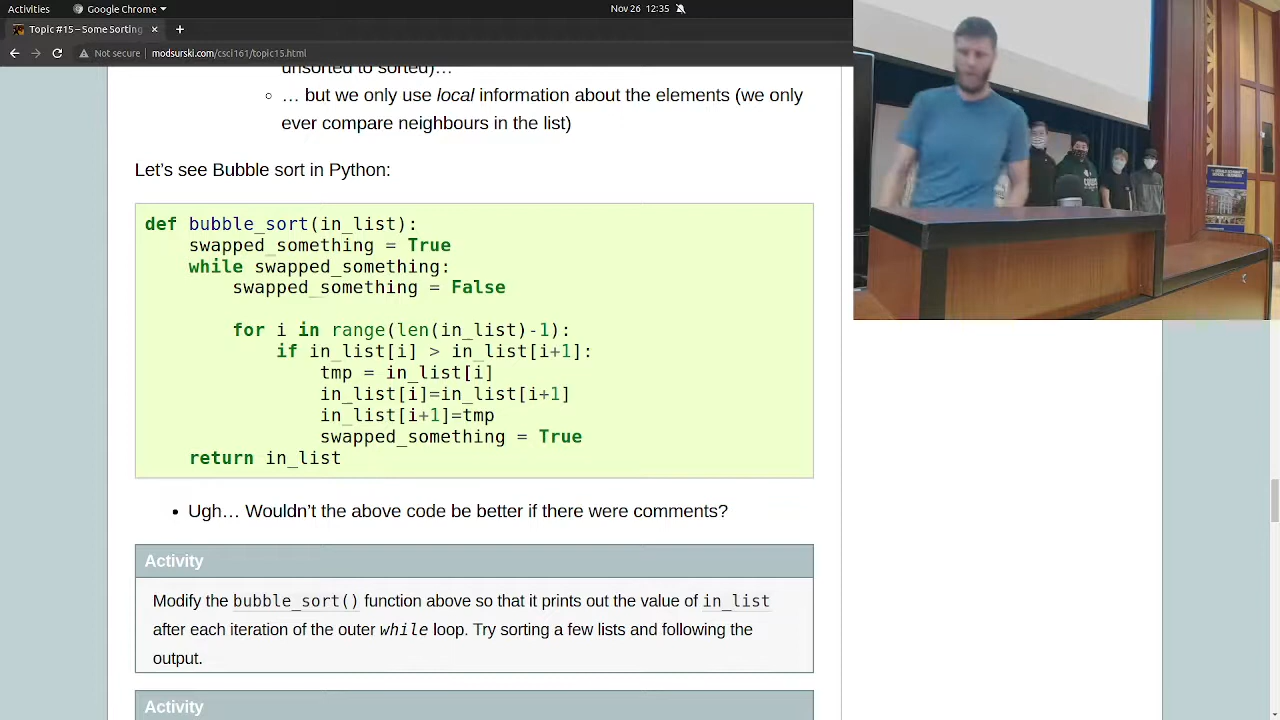 Activities
Google Chrome
Nov 26 12:35
Topic #15 – Some Sorting
Not secure
modsurski.com/csci161/topic15.html
unsorted to sorted)…
… but we only use local information about the elements (we only
ever compare neighbours in the list)
Let’s see Bubble sort in Python:
def bubble_sort(in_list):
    swapped_something = True
    while swapped_something:
        swapped_something = False
        for i in range(len(in_list)-1):
            if in_list[i] > in_list[i+1]:
                tmp = in_list[i]
                in_list[i]=in_list[i+1]
                in_list[i+1]=tmp
                swapped_something = True
    return in_list
• Ugh… Wouldn’t the above code be better if there were comments?
Activity
Modify the bubble_sort() function above so that it prints out the value of in_list
after each iteration of the outer while loop. Try sorting a few lists and following the
output.
Activity